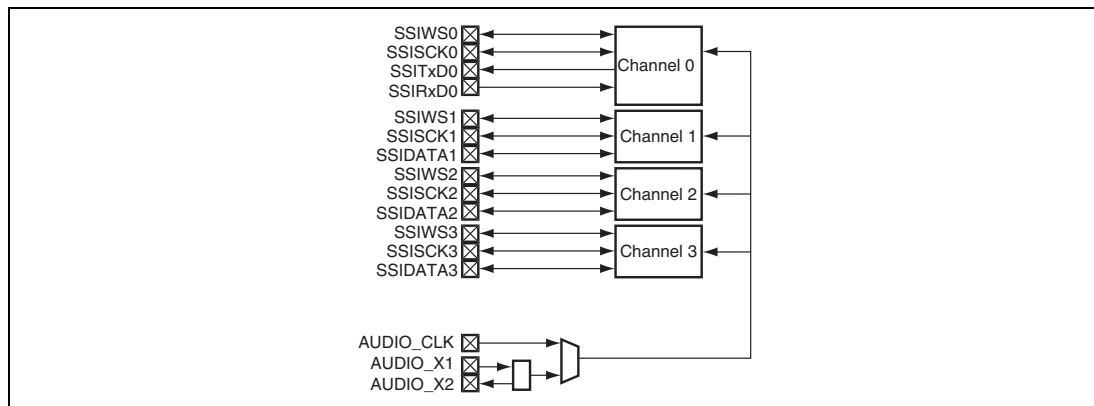 SSIWS0
SSISCK0
SSITxD0
SSIRxD0
Channel 0
SSIWS1
SSISCK1
SSIDATA1
Channel 1
SSIWS2
SSISCK2
SSIDATA2
Channel 2
SSIWS3
SSISCK3
SSIDATA3
Channel 3
AUDIO_CLK
AUDIO_X1
AUDIO_X2